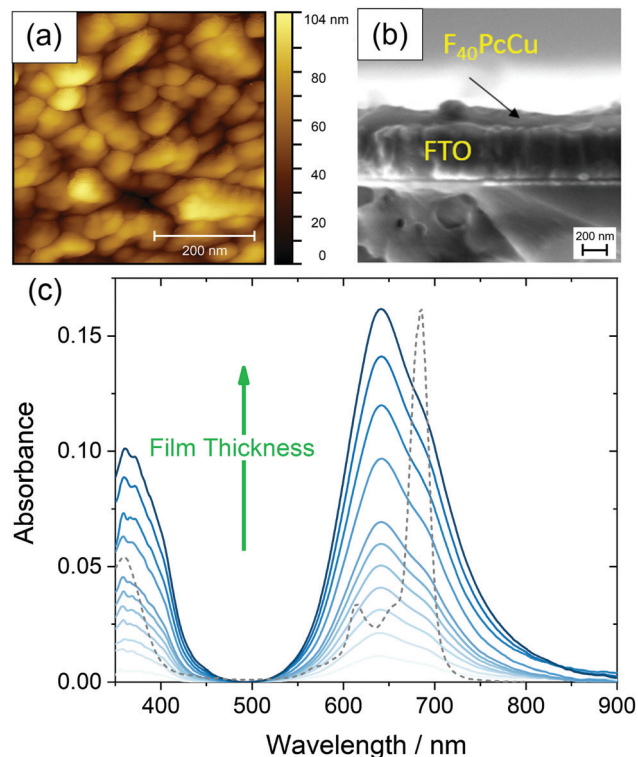 (a)
104 nm
80
60
40
20
0
200 nm
(b)
F₄₀PcCu
FTO
200 nm
(c)
Film Thickness
Absorbance
0.15
0.10
0.05
0.00
400
500
600
700
800
900
Wavelength / nm